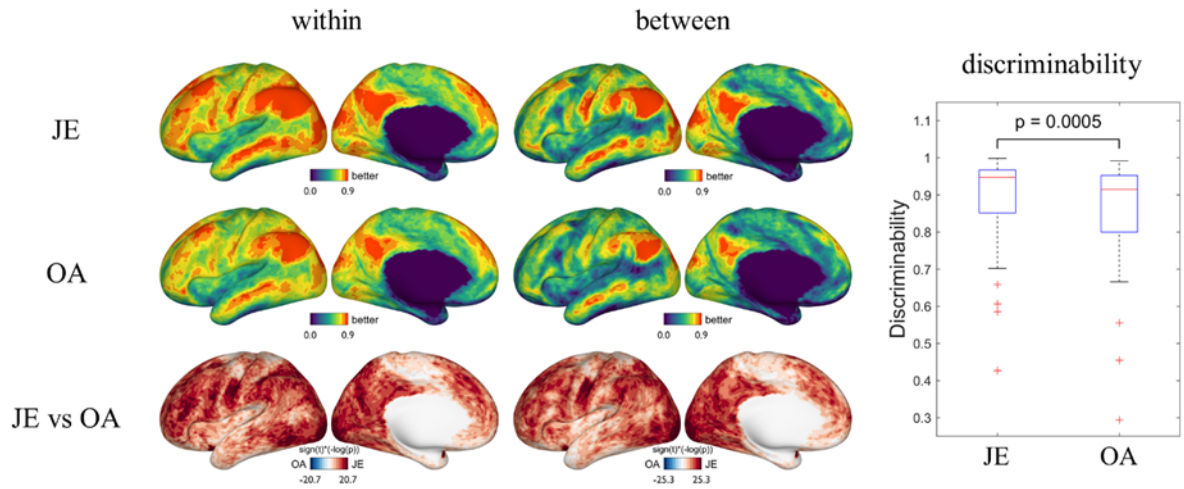 within
between
discriminability
JE
better
0.0
0.9
better
0.0
0.9
OA
better
0.0
0.9
better
0.0
0.9
JE vs OA
sign(t)*(-log(p))
OA
JE
-20.7
20.7
sign(t)*(-log(p))
OA
JE
-25.3
25.3
p = 0.0005
Discriminability
1.1
1
0.9
0.8
0.7
0.6
0.5
0.4
0.3
JE
OA